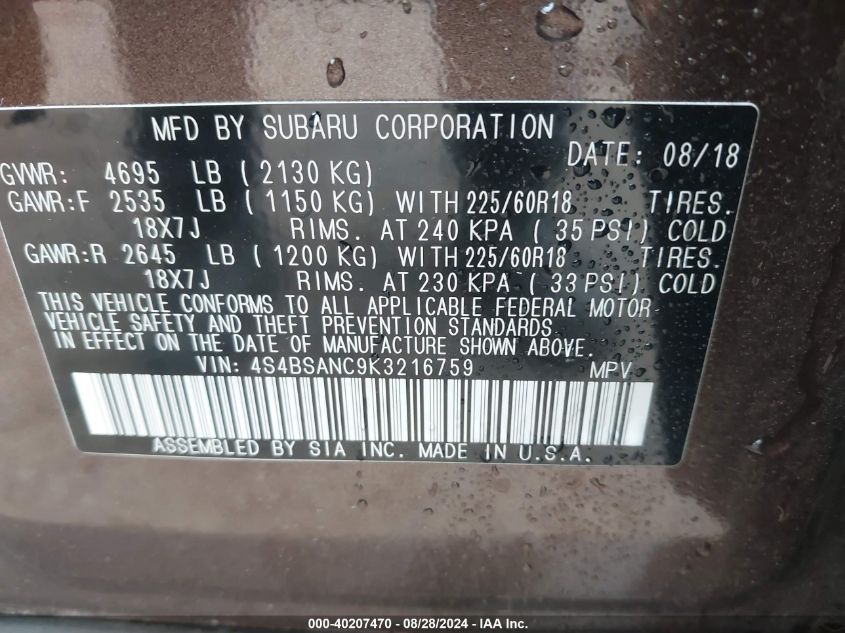 MFD BY SUBARU CORPORATION
DATE: 08/18
GVWR: 4695 LB ( 2130 KG)
GAWR:F 2535 LB ( 1150 KG) WITH 225/60R18 TIRES.
18X7J RIMS. AT 240 KPA ( 35 PSI) COLD
GAWR:R 2645 LB ( 1200 KG) WITH 225/60R18 TIRES.
18X7J RIMS. AT 230 KPA ( 33 PSI) COLD
THIS VEHICLE CONFORMS TO ALL APPLICABLE FEDERAL MOTOR
VEHICLE SAFETY AND THEFT PREVENTION STANDARDS
IN EFFECT ON THE DATE OF MANUFACTURE SHOWN ABOVE.
VIN: 4S4BSANC9K3216759 MPV
ASSEMBLED BY SIA INC. MADE IN U.S.A.
000-40207470 — 08/28/2024 — IAA Inc.